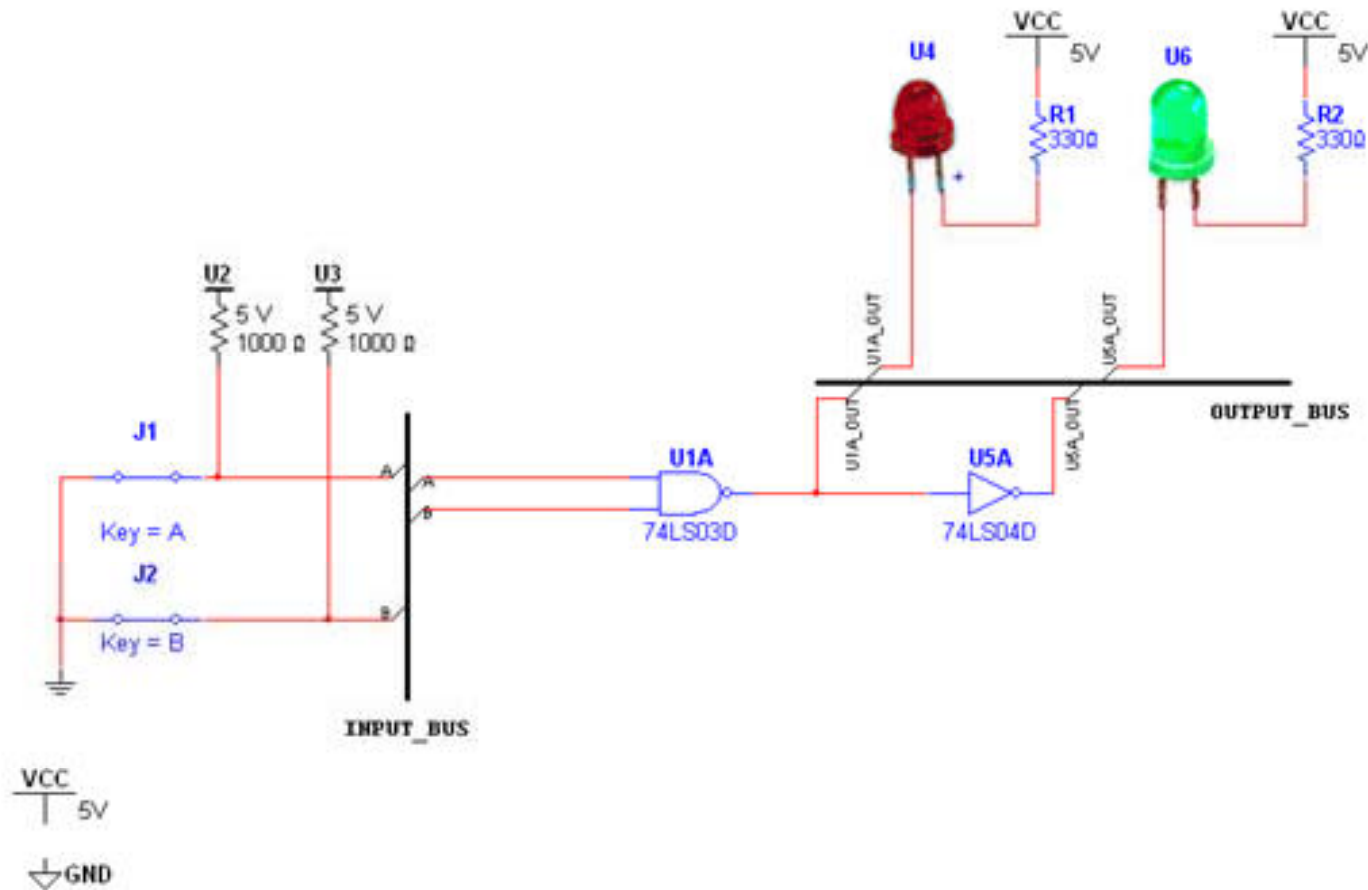 VCC
5V
VCC
5V
U4
U6
R1
330Ω
R2
330Ω
+
U2
5 V
1000 Ω
U3
5 V
1000 Ω
U1A_OUT
U5A_OUT
OUTPUT_BUS
U1A_OUT
U5A_OUT
J1
A
A
B
U1A
U5A
Key = A
74LS03D
74LS04D
J2
B
Key = B
INPUT_BUS
VCC
5V
GND